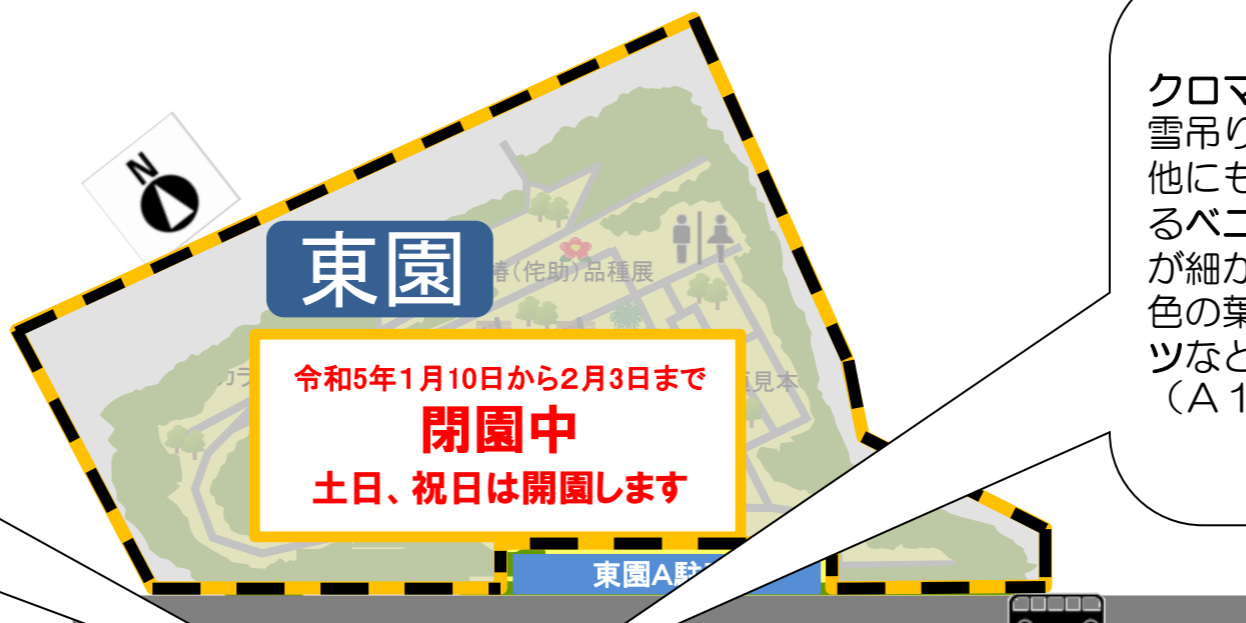 N
東園
椿(侘助)品種展
令和5年1月10日から2月3日まで
閉園中
土日、祝日は開園します
カラ
見本
東園A駐
クロマ
雪吊り
他にも
るベニ
が細か
色の葉
ツなと
(A1